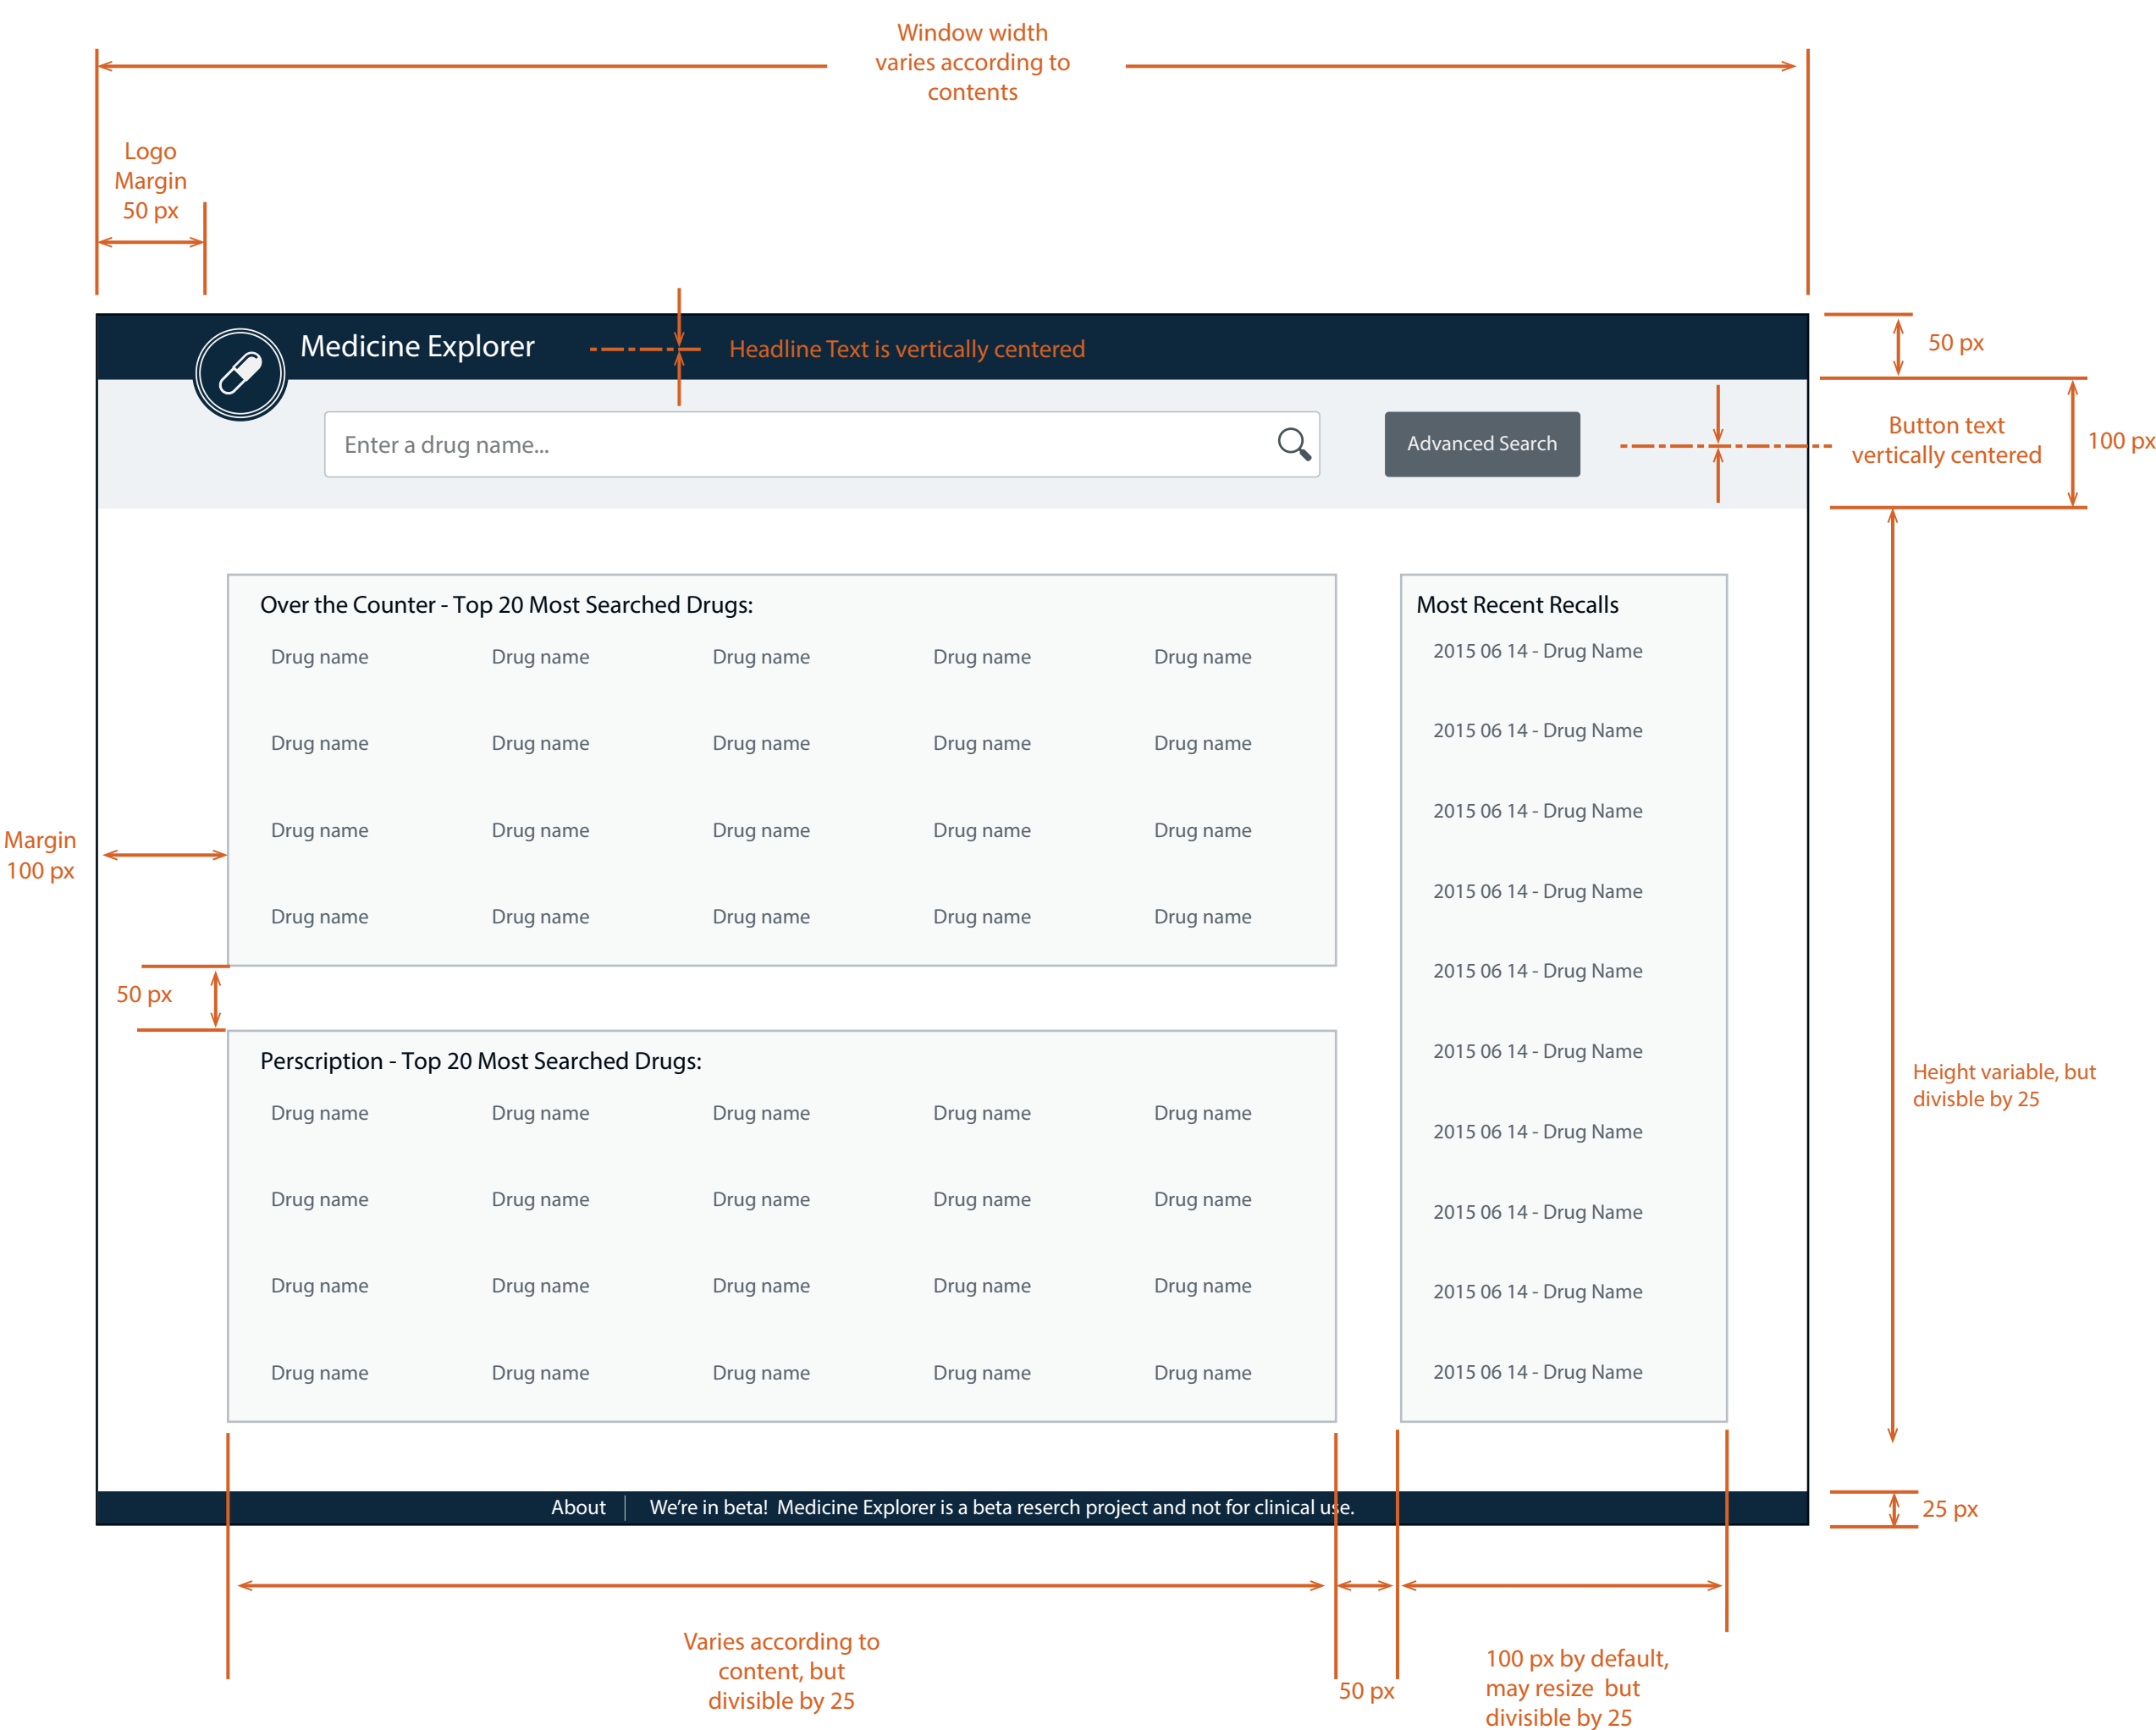 Window width
varies according to
contents
Logo
Margin
50 px
Medicine Explorer
Headline Text is vertically centered
50 px
Enter a drug name...
Advanced Search
Button text
vertically centered
100 px
Over the Counter - Top 20 Most Searched Drugs:
Drug name Drug name Drug name Drug name Drug name
Drug name Drug name Drug name Drug name Drug name
Drug name Drug name Drug name Drug name Drug name
Drug name Drug name Drug name Drug name Drug name
Most Recent Recalls
2015 06 14 - Drug Name
2015 06 14 - Drug Name
2015 06 14 - Drug Name
2015 06 14 - Drug Name
2015 06 14 - Drug Name
2015 06 14 - Drug Name
2015 06 14 - Drug Name
2015 06 14 - Drug Name
2015 06 14 - Drug Name
2015 06 14 - Drug Name
Margin
100 px
50 px
Perscription - Top 20 Most Searched Drugs:
Drug name Drug name Drug name Drug name Drug name
Drug name Drug name Drug name Drug name Drug name
Drug name Drug name Drug name Drug name Drug name
Drug name Drug name Drug name Drug name Drug name
Height variable, but
divisble by 25
About | We're in beta!  Medicine Explorer is a beta reserch project and not for clinical use.
25 px
Varies according to
content, but
divisible by 25
50 px
100 px by default,
may resize  but
divisible by 25